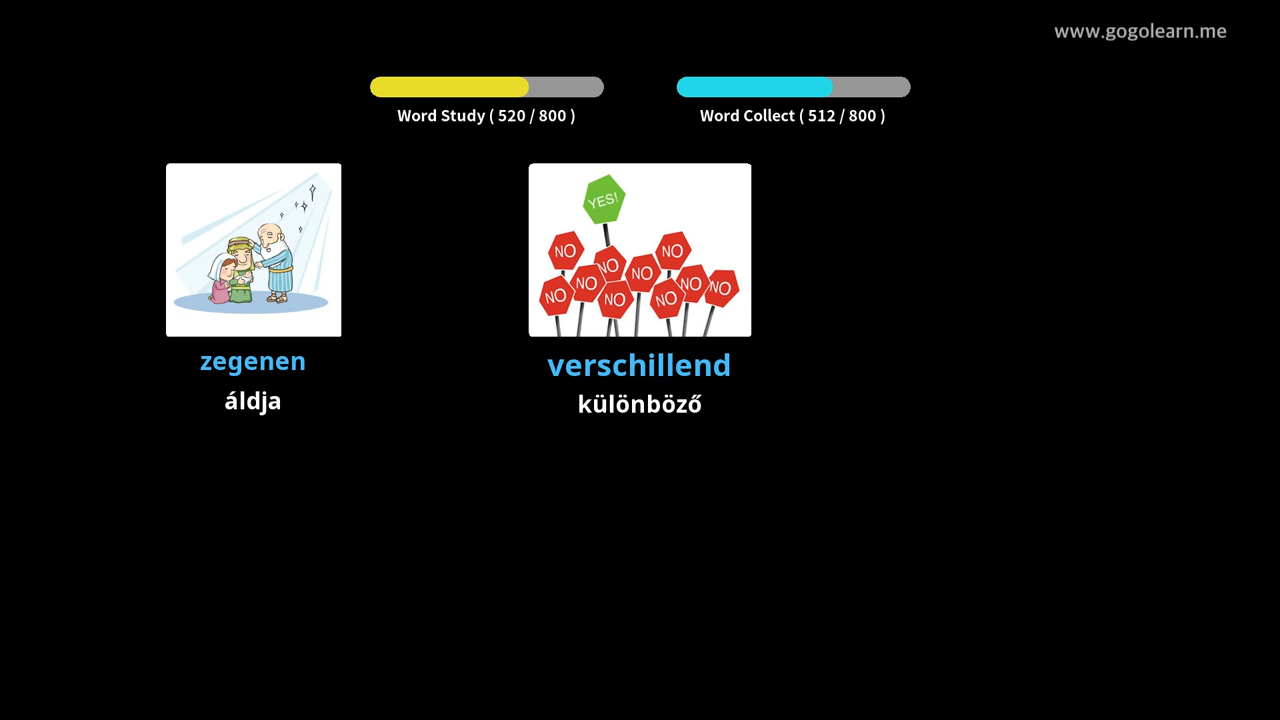 www.gogolearn.me
Word Study ( 520 / 800 )
Word Collect ( 512 / 800 )
YES!
NO
NO
NO
NO
NO
NO
NO
NO
NO
NO
zegenen
verschillend
áldja
különböző